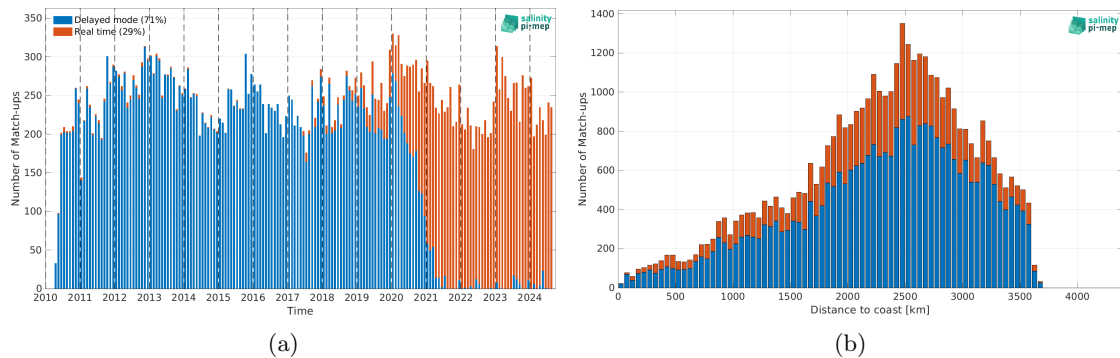 Delayed mode (71%)
Real time (29%)
salinity
pi-mep
Number of Match-ups
350
300
250
200
150
100
50
0
2010 2011 2012 2013 2014 2015 2016 2017 2018 2019 2020 2021 2022 2023 2024
Time
(a)
salinity
pi-mep
Number of Match-ups
1400
1200
1000
800
600
400
200
0
0 500 1000 1500 2000 2500 3000 3500 4000
Distance to coast [km]
(b)